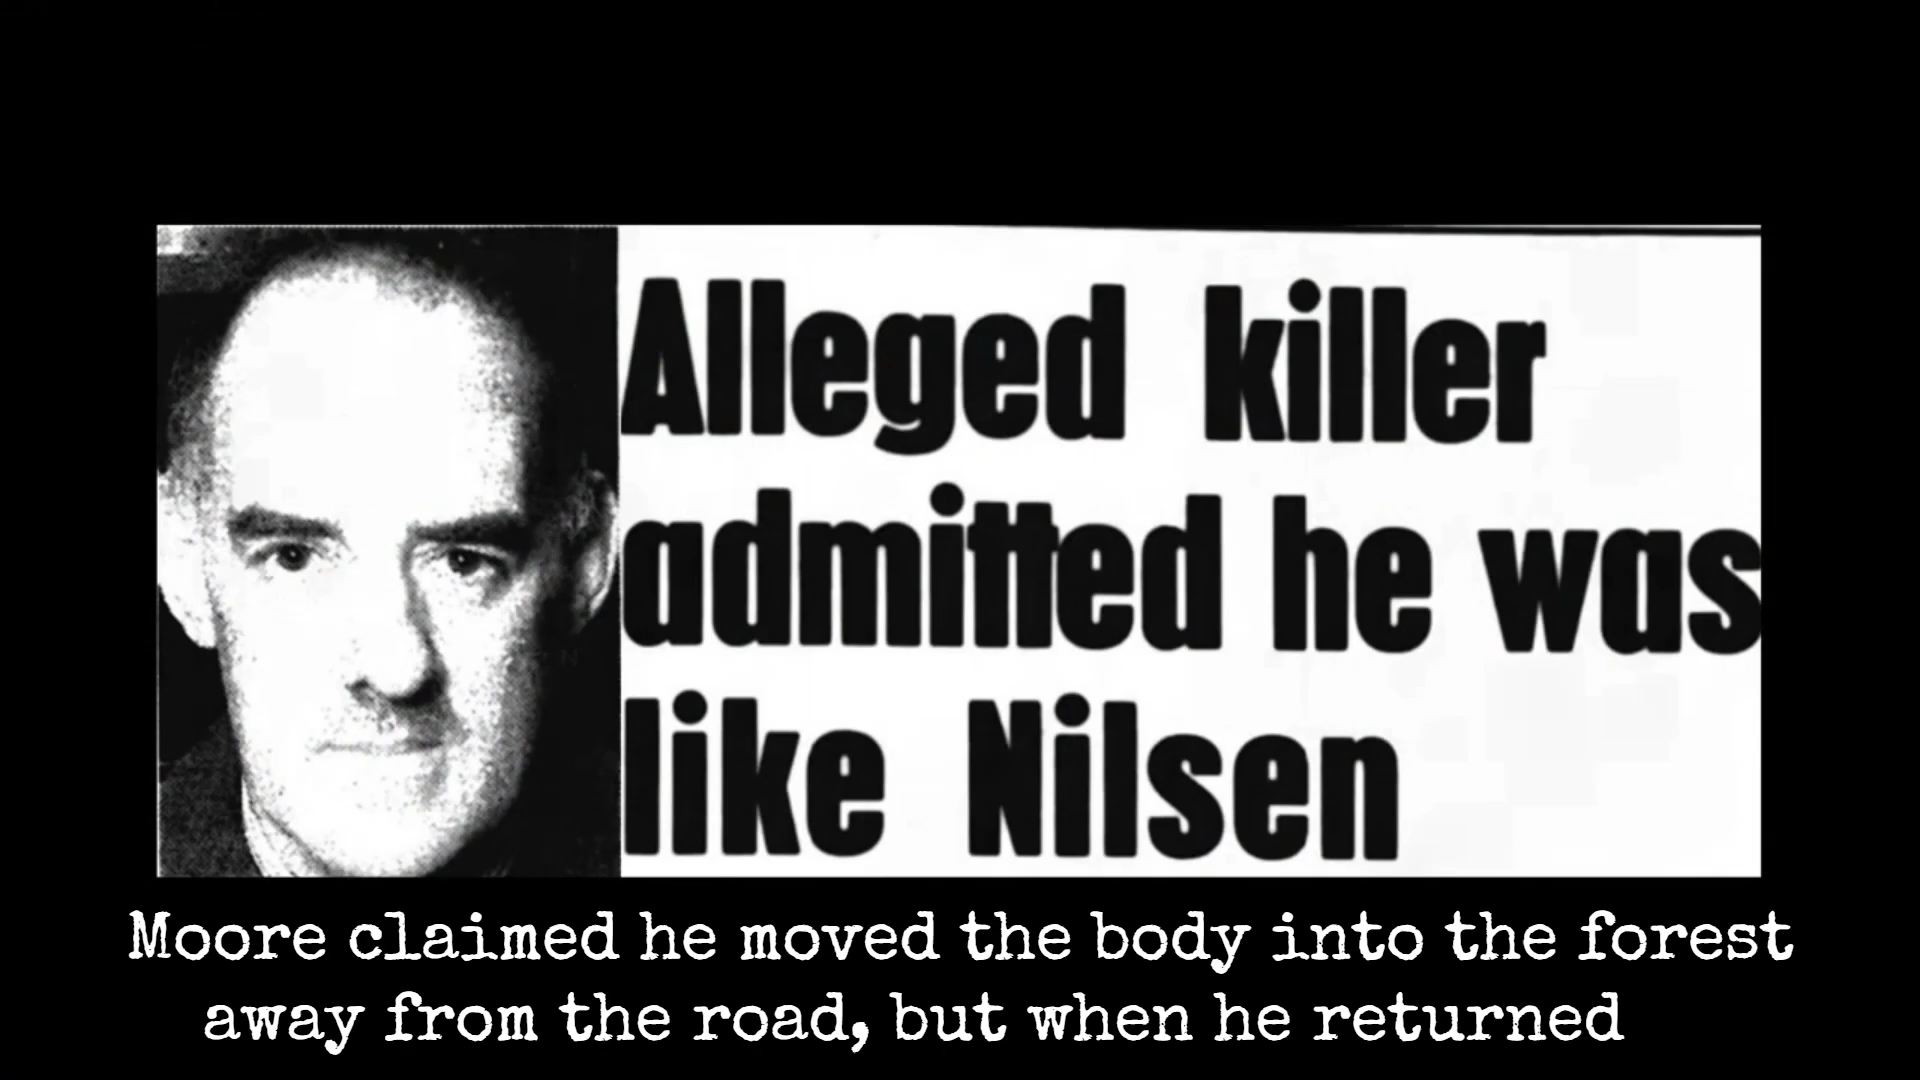 Alleged killer
admitted he was
like Nilsen
Moore claimed he moved the body into the forest
away from the road, but when he returned